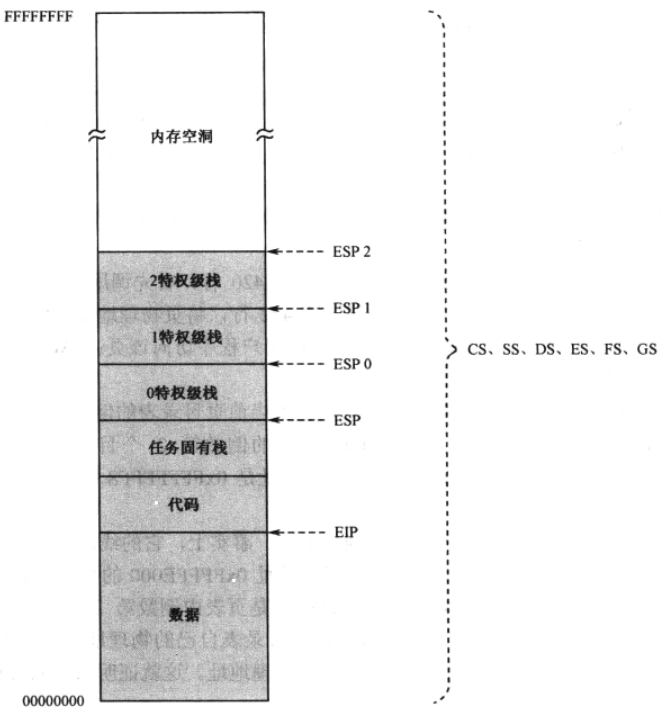 FFFFFFFF
内存空洞
ESP 2
2特权级栈
ESP 1
1特权级栈
CS、SS、DS、ES、FS、GS
ESP 0
0特权级栈
ESP
任务固有栈
代码
EIP
数据
00000000